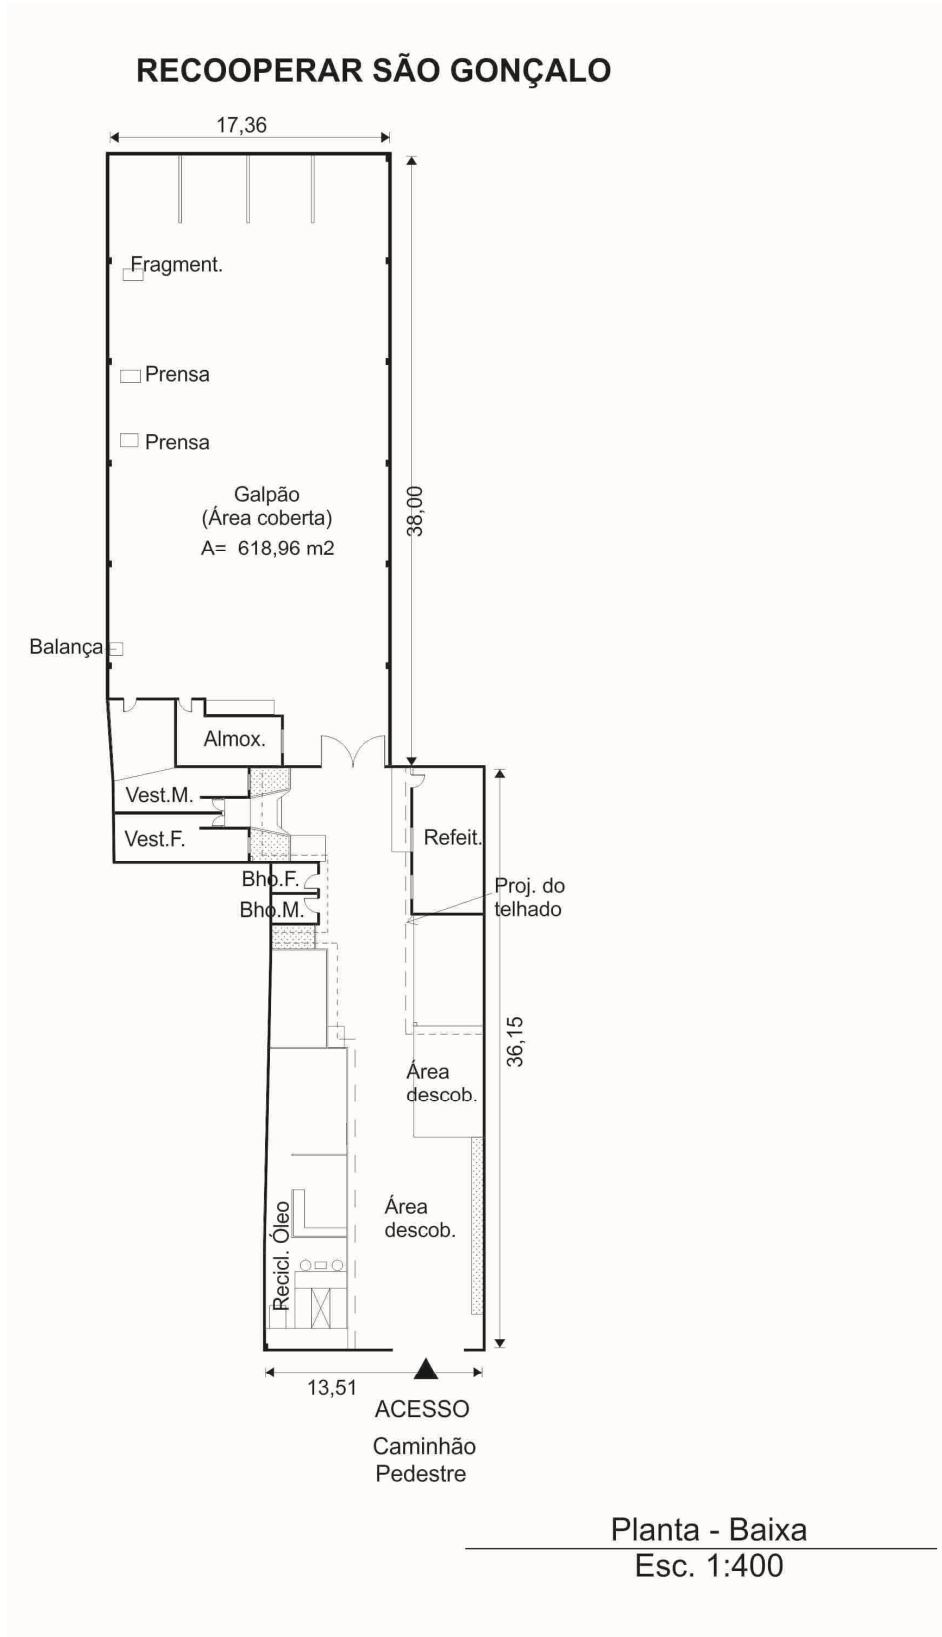 RECOOPERAR SÃO GONÇALO
17,36
Fragment.
Prensa
Prensa
Galpão
(Área coberta)
A= 618,96 m2
38,00
Balança
Almox.
Vest.M.
Vest.F.
Refeit.
Bho.F.
Bho.M.
Proj. do
telhado
36,15
Área
descob.
Área
descob.
Recicl. Óleo
13,51
ACESSO
Caminhão
Pedestre
Planta - Baixa
Esc. 1:400